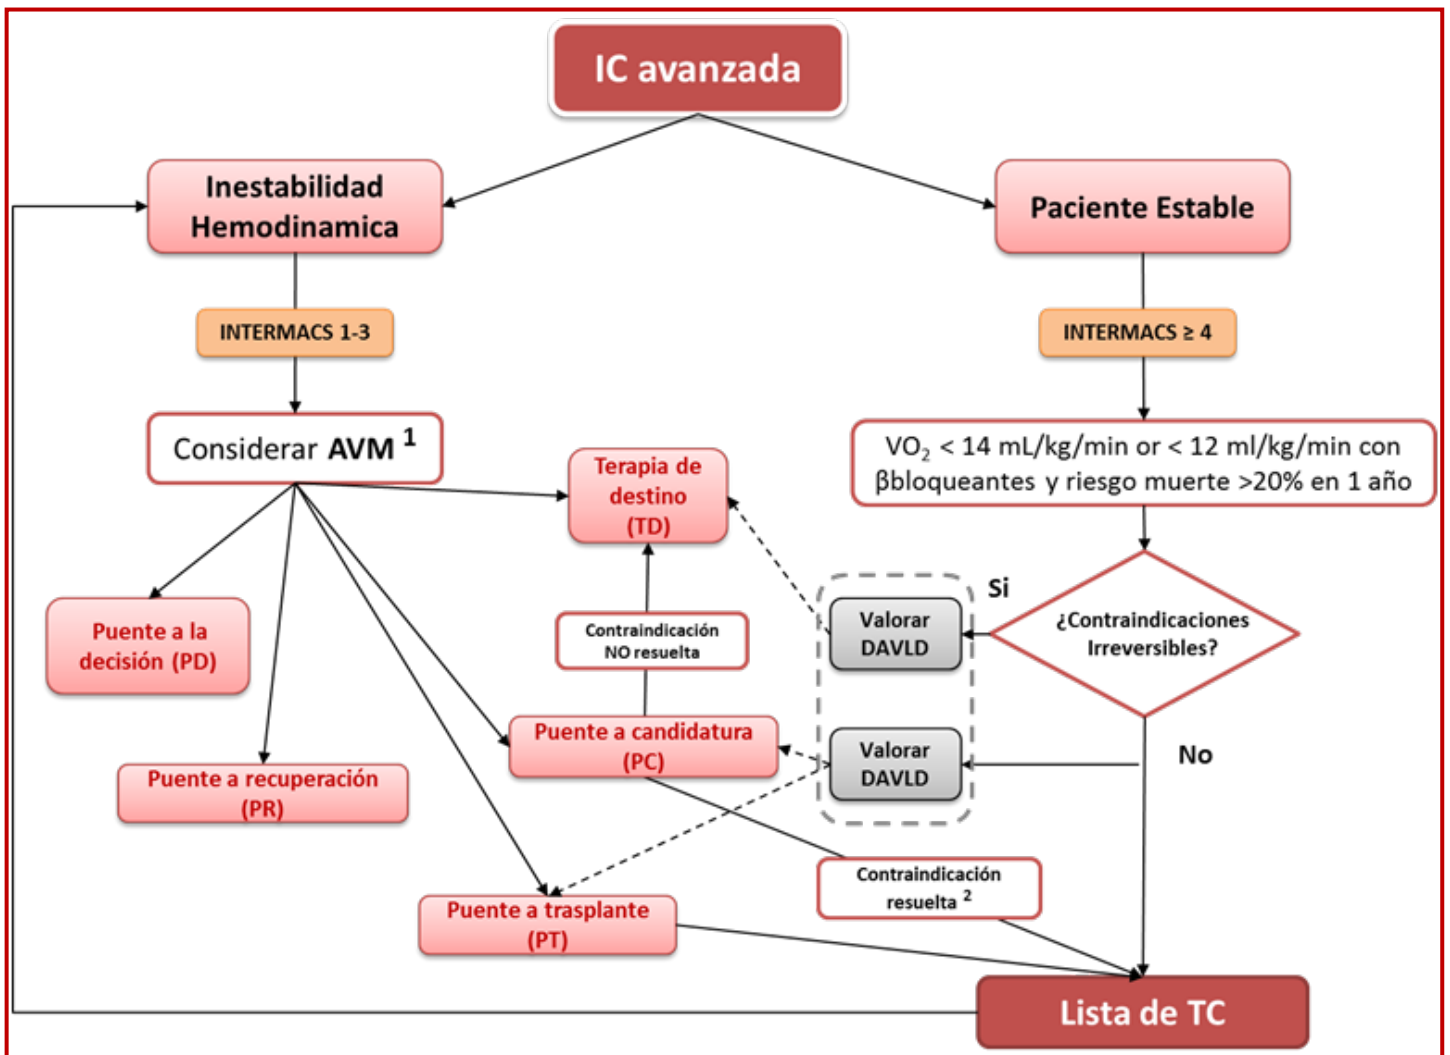 IC avanzada
Inestabilidad
Hemodinamica
Paciente Estable
INTERMACS 1-3
INTERMACS ≥ 4
Considerar AVM 1
VO2 < 14 mL/kg/min or < 12 ml/kg/min con
βbloqueantes y riesgo muerte >20% en 1 año
Terapia de
destino
(TD)
Si
¿Contraindicaciones
Irreversibles?
Valorar
DAVLD
Contraindicación
NO resuelta
Puente a la
decisión (PD)
Puente a candidatura
(PC)
Valorar
DAVLD
No
Puente a recuperación
(PR)
Contraindicación
resuelta 2
Puente a trasplante
(PT)
Lista de TC